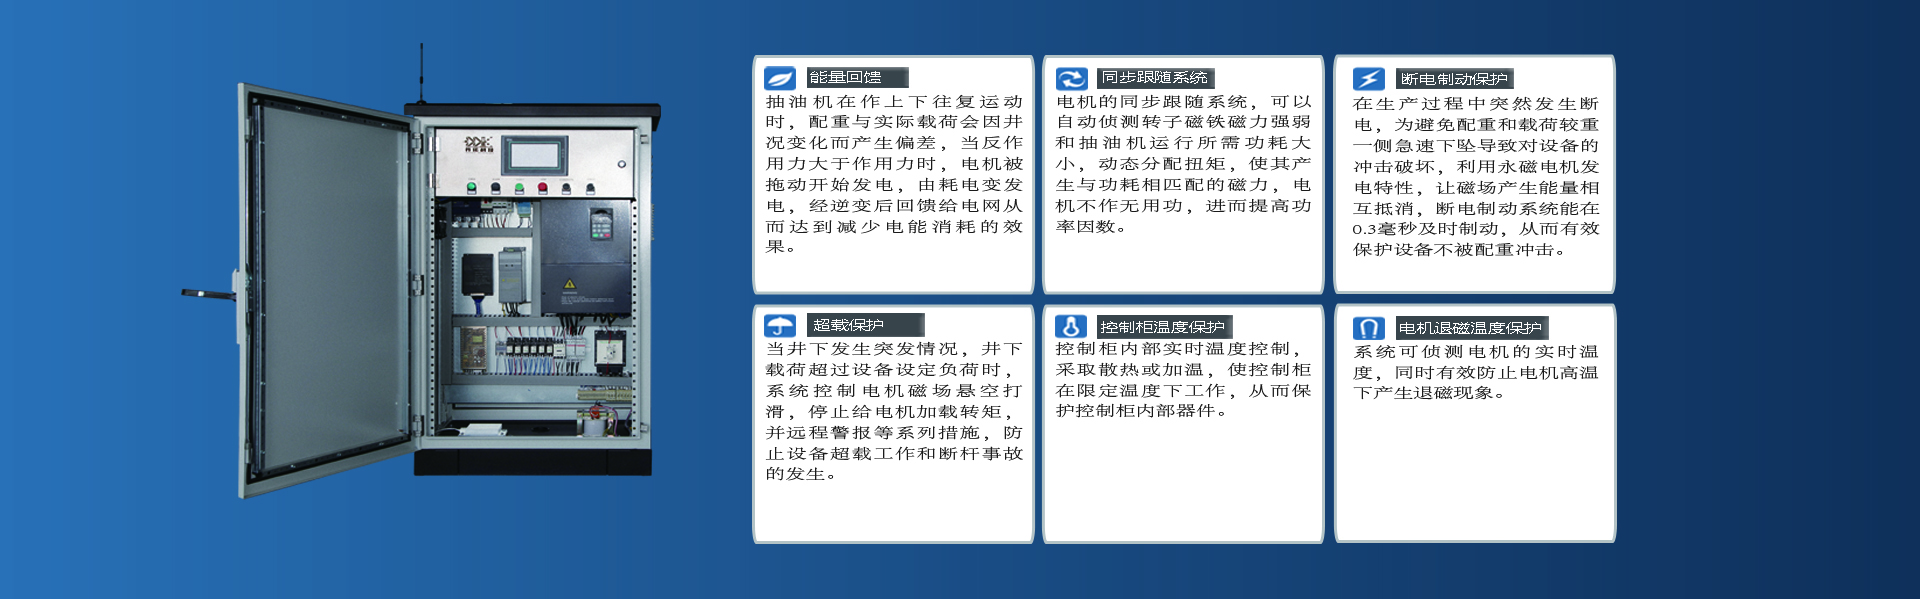 能量回馈
抽油机在作上下往复运动
时，配重与实际载荷会因井
况变化而产生偏差，当反作
用力大于作用力时，电机被
拖动开始发电，由耗电变发
电，经逆变后回馈给电网从
而达到减少电能消耗的效
果。
同步跟随系统
电机的同步跟随系统，可以
自动侦测转子磁铁磁力强弱
和抽油机运行所需功耗大
小，动态分配扭矩，使其产
生与功耗相匹配的磁力，电
机不作无用功，进而提高功
率因数。
断电制动保护
在生产过程中突然发生断
电，为避免配重和载荷较重
一侧急速下坠导致对设备的
冲击破坏，利用永磁电机发
电特性，让磁场产生能量相
互抵消，断电制动系统能在
0.3毫秒及时制动，从而有效
保护设备不被配重冲击。
超载保护
当井下发生突发情况，井下
载荷超过设备设定负荷时，
系统控制电机磁场悬空打
滑，停止给电机加载转矩，
并远程警报等系列措施，防
止设备超载工作和断杆事故
的发生。
控制柜温度保护
控制柜内部实时温度控制，
采取散热或加温，使控制柜
在限定温度下工作，从而保
护控制柜内部器件。
电机退磁温度保护
系统可侦测电机的实时温
度，同时有效防止电机高温
下产生退磁现象。